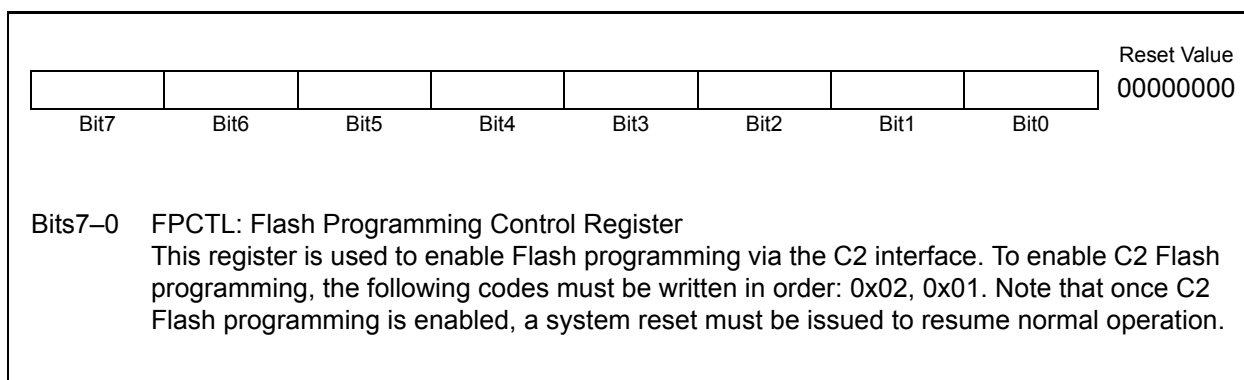 Reset Value
00000000
Bit7 Bit6 Bit5 Bit4 Bit3 Bit2 Bit1 Bit0
Bits7–0 FPCTL: Flash Programming Control Register
This register is used to enable Flash programming via the C2 interface. To enable C2 Flash
programming, the following codes must be written in order: 0x02, 0x01. Note that once C2
Flash programming is enabled, a system reset must be issued to resume normal operation.